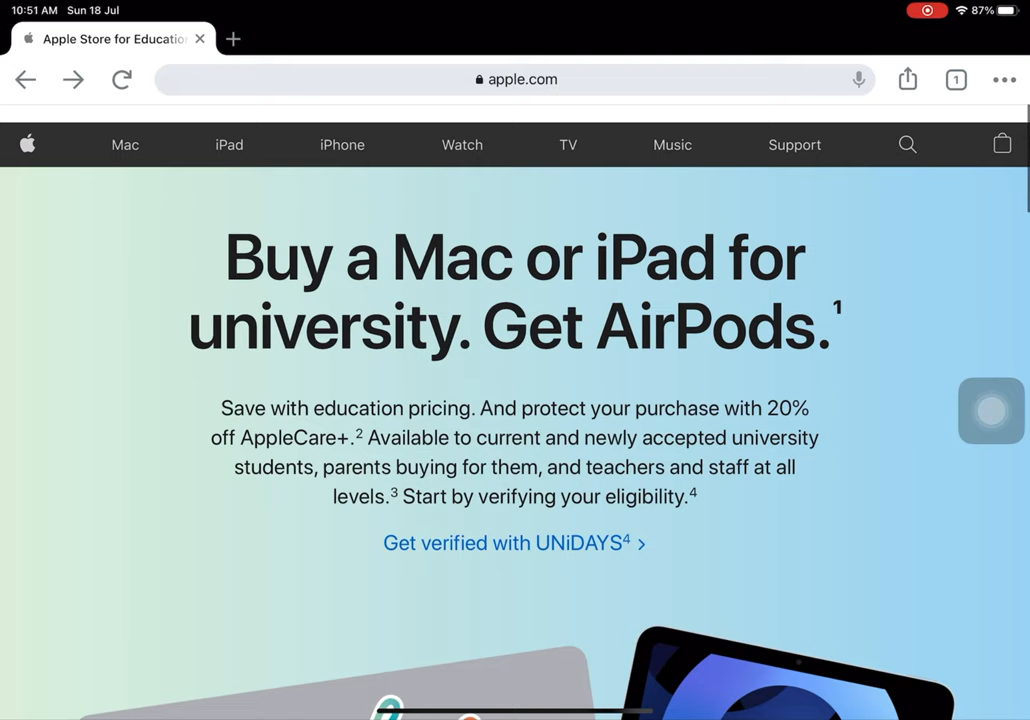 10:51 AM Sun 18 Jul 87%
Apple Store for Educatio
apple.com 1
Mac iPad iPhone Watch TV Music Support
Buy a Mac or iPad for
university. Get AirPods.¹
Save with education pricing. And protect your purchase with 20%
off AppleCare+.² Available to current and newly accepted university
students, parents buying for them, and teachers and staff at all
levels.³ Start by verifying your eligibility.⁴
Get verified with UNiDAYS⁴ >